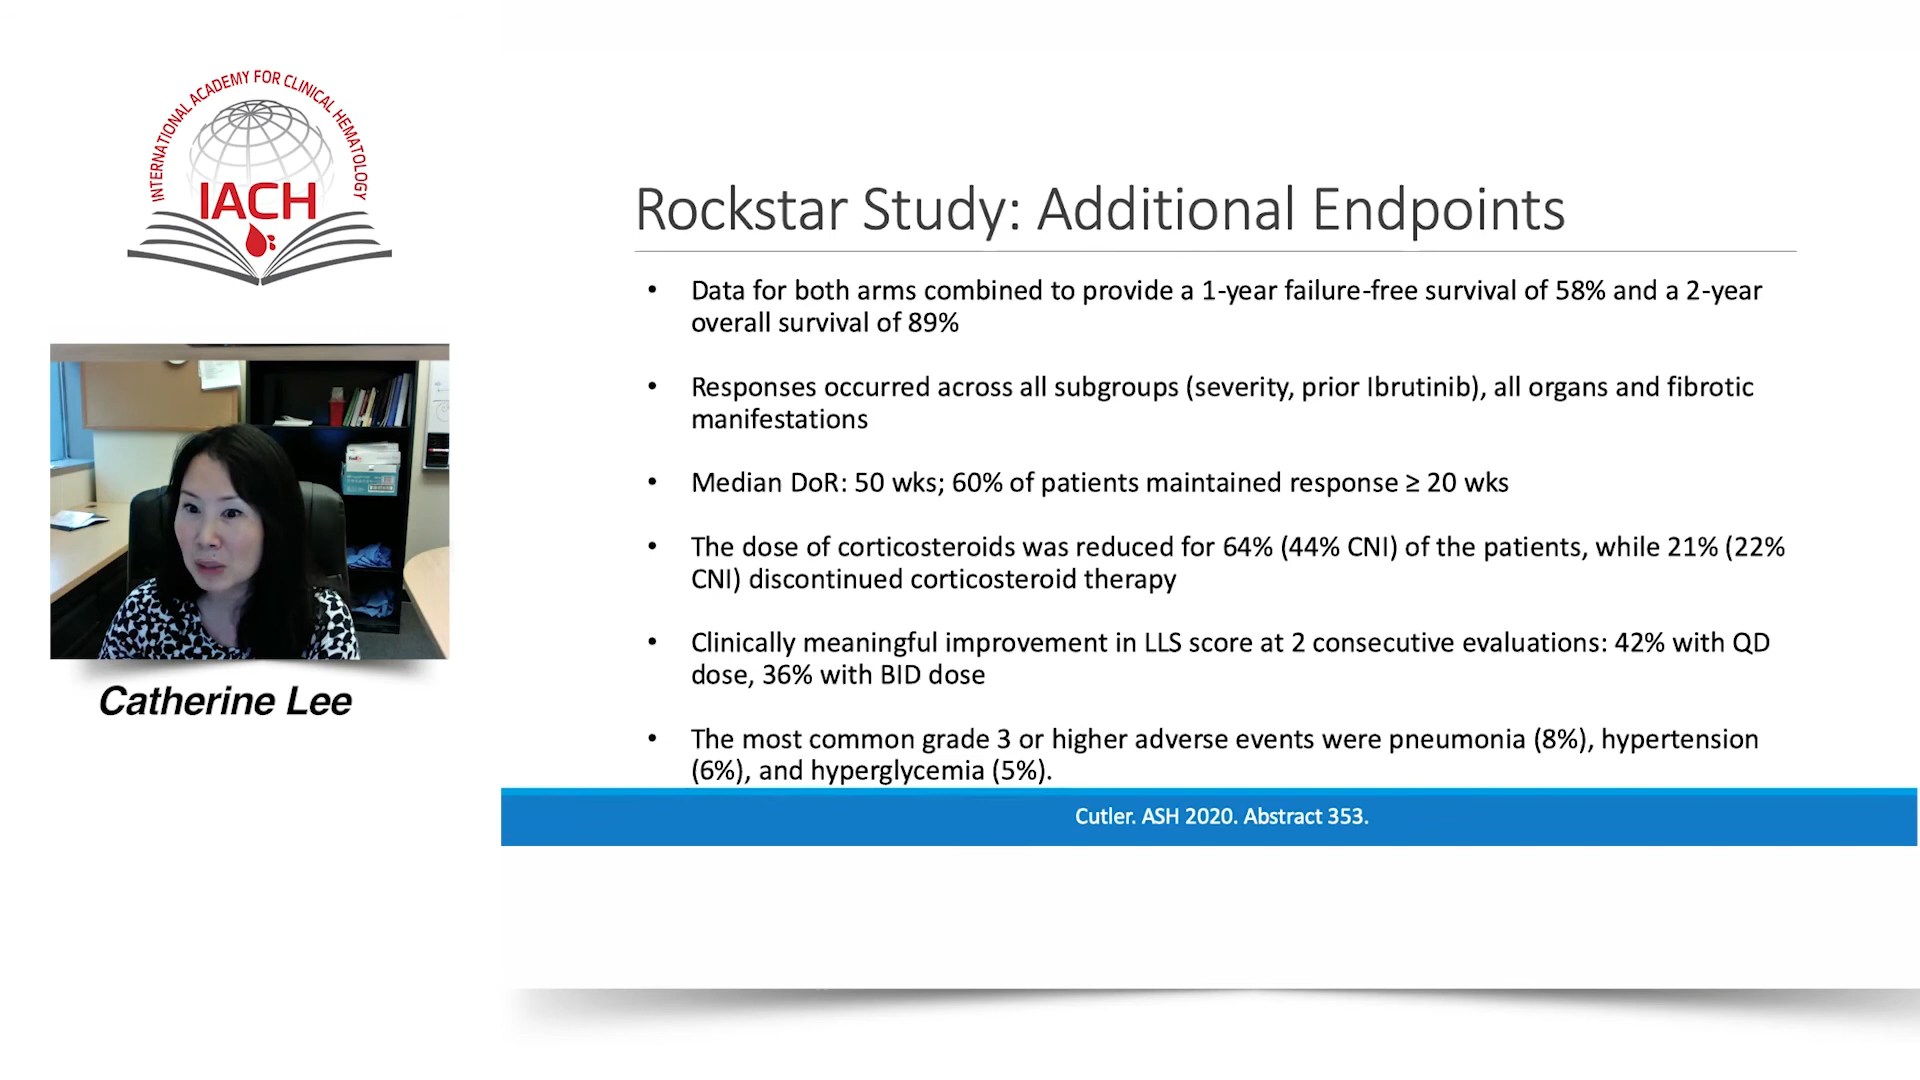 INTERNATIONAL ACADEMY FOR CLINICAL HEMATOLOGY
IACH
Catherine Lee
Rockstar Study: Additional Endpoints
• Data for both arms combined to provide a 1-year failure-free survival of 58% and a 2-year
overall survival of 89%
• Responses occurred across all subgroups (severity, prior Ibrutinib), all organs and fibrotic
manifestations
• Median DoR: 50 wks; 60% of patients maintained response ≥ 20 wks
• The dose of corticosteroids was reduced for 64% (44% CNI) of the patients, while 21% (22%
CNI) discontinued corticosteroid therapy
• Clinically meaningful improvement in LLS score at 2 consecutive evaluations: 42% with QD
dose, 36% with BID dose
• The most common grade 3 or higher adverse events were pneumonia (8%), hypertension
(6%), and hyperglycemia (5%).
Cutler. ASH 2020. Abstract 353.